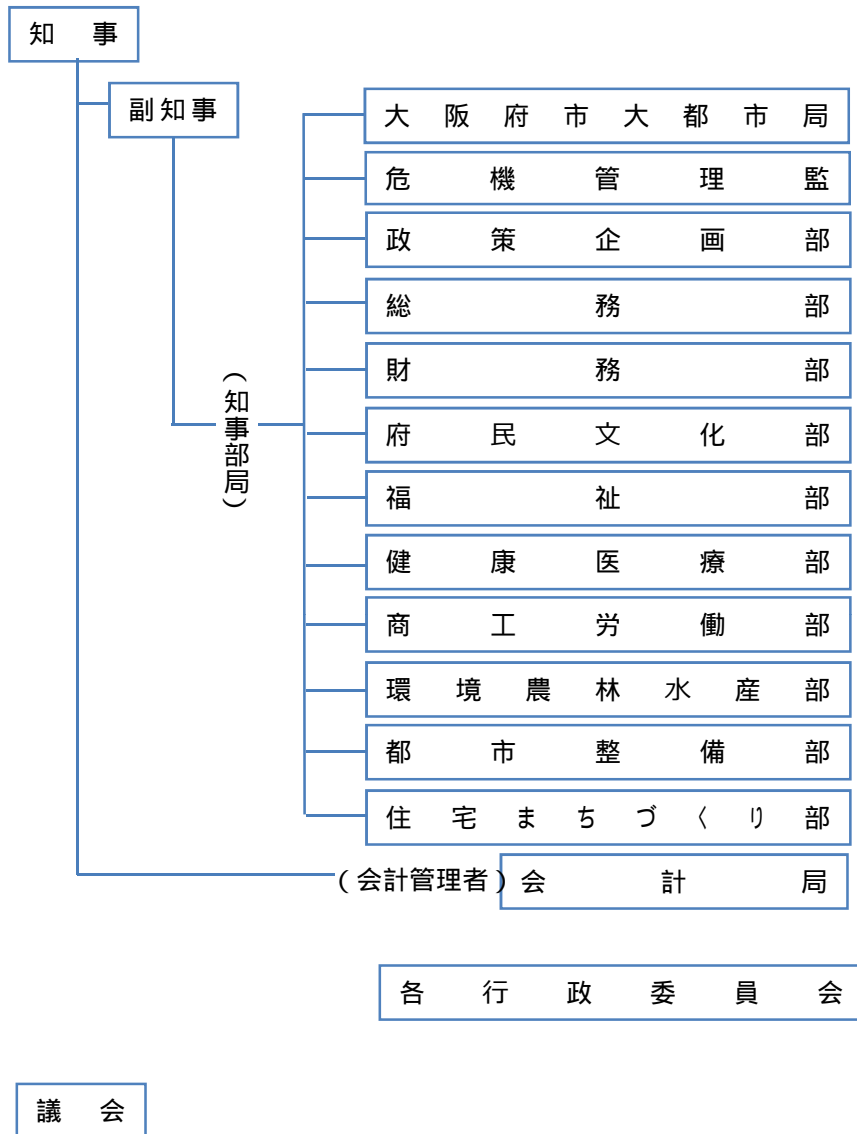 知事
副知事
大阪府市大都市局
危機管理監
政策企画部
総務部
財務部
（知事部局）
府民文化部
福祉部
健康医療部
商工労働部
環境農林水産部
都市整備部
住宅まちづくり部
（会計管理者）会計局
各行政委員会
議会